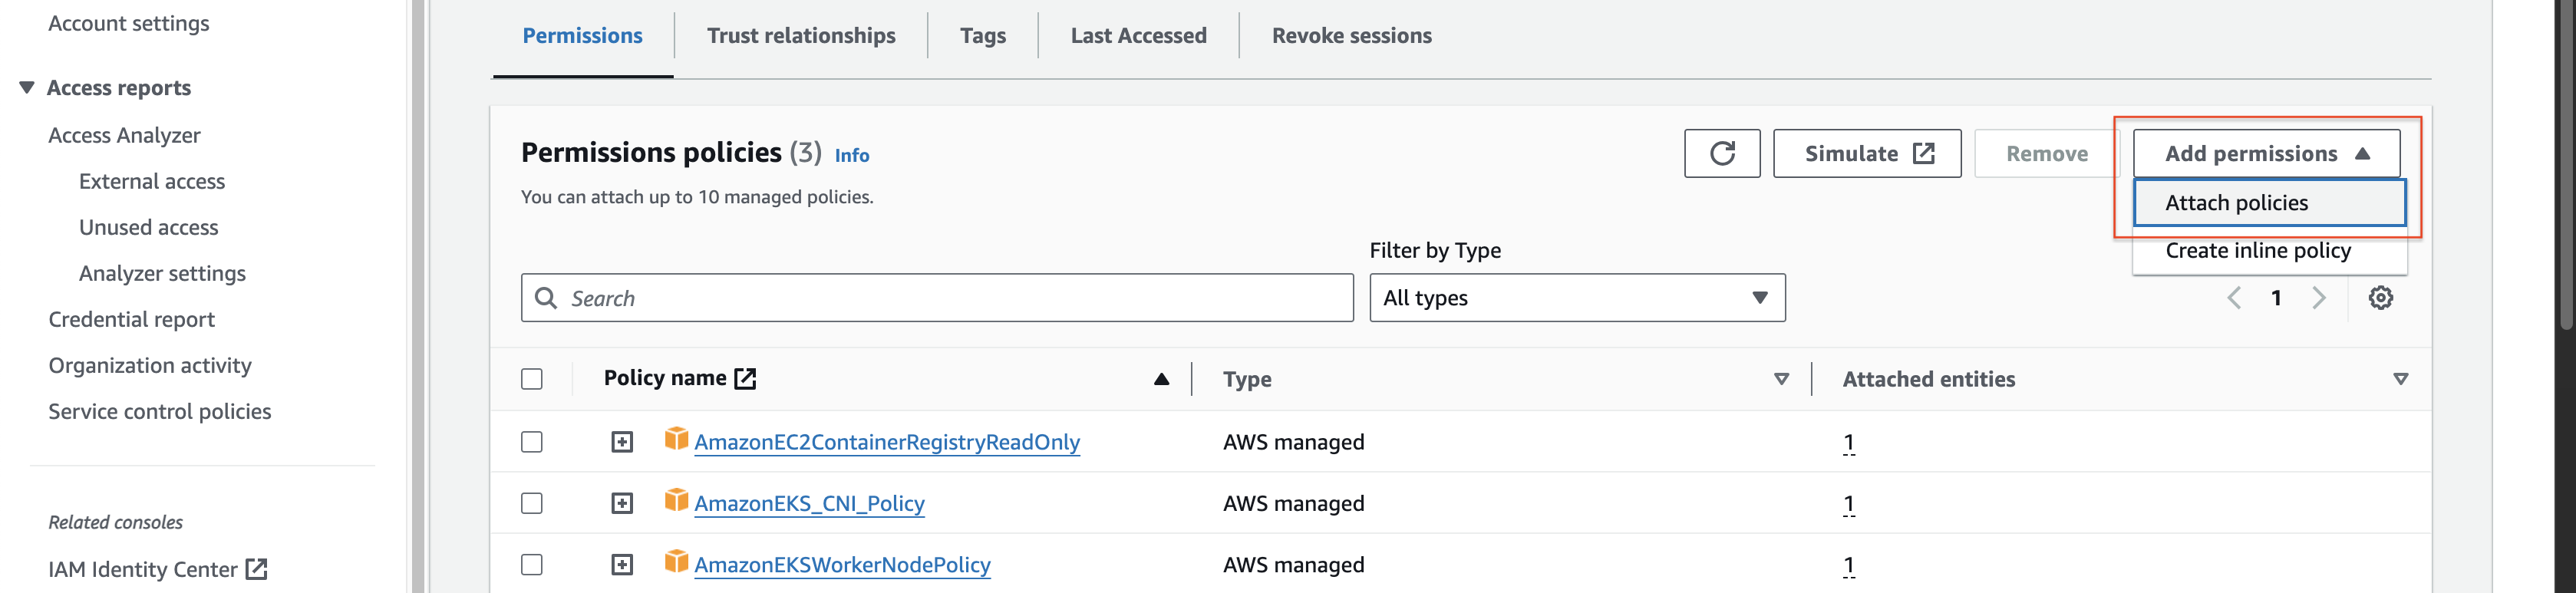 Account settings
Access reports
Access Analyzer
External access
Unused access
Analyzer settings
Credential report
Organization activity
Service control policies
Related consoles
IAM Identity Center
Permissions
Trust relationships
Tags
Last Accessed
Revoke sessions
Permissions policies (3) Info
You can attach up to 10 managed policies.
Simulate
Remove
Add permissions
Attach policies
Create inline policy
Filter by Type
Search
All types
1
Policy name
Type
Attached entities
AmazonEC2ContainerRegistryReadOnly
AWS managed
1
AmazonEKS_CNI_Policy
AWS managed
1
AmazonEKSWorkerNodePolicy
AWS managed
1